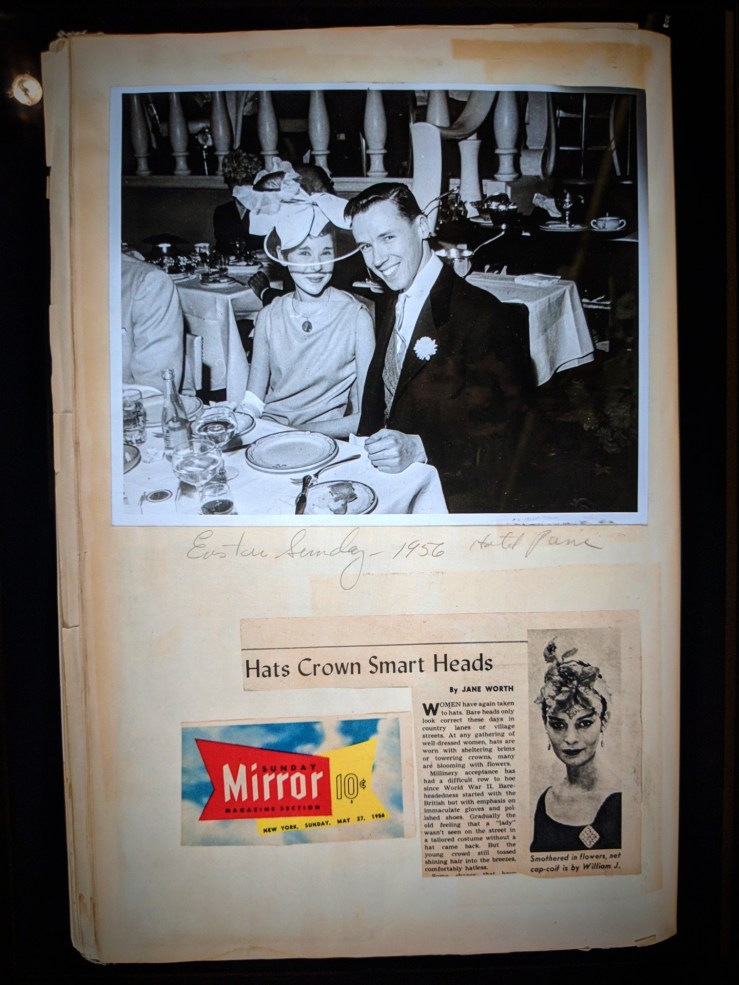 Easter Sunday - 1956 Hotel
Hats Crown Smart Heads
By JANE WORTH
WOMEN have again taken
to hats. Bare heads only
look correct these days in
country lanes or village
streets. At any gathering of
well-dressed women, hats are
worn with sheltering brims
or towering crowns, many
are blooming with flowers.
Millinery acceptance has
had a difficult row to hoe
since World War II. Bare-
headedness started with the
British but with emphasis on
immaculate gloves and pol-
ished shoes. Gradually the
old feeling that a "lady"
wasn't seen on the street in
a tailored costume without a
hat came back. But the
young crowd still tossed
shining hair into the breezes,
comfortably hatless.
SUNDAY
Mirror
10¢
MAGAZINE SECTION
NEW YORK, SUNDAY, MAY 27, 1956
Smothered in flowers, net
cap-coif is by William J.